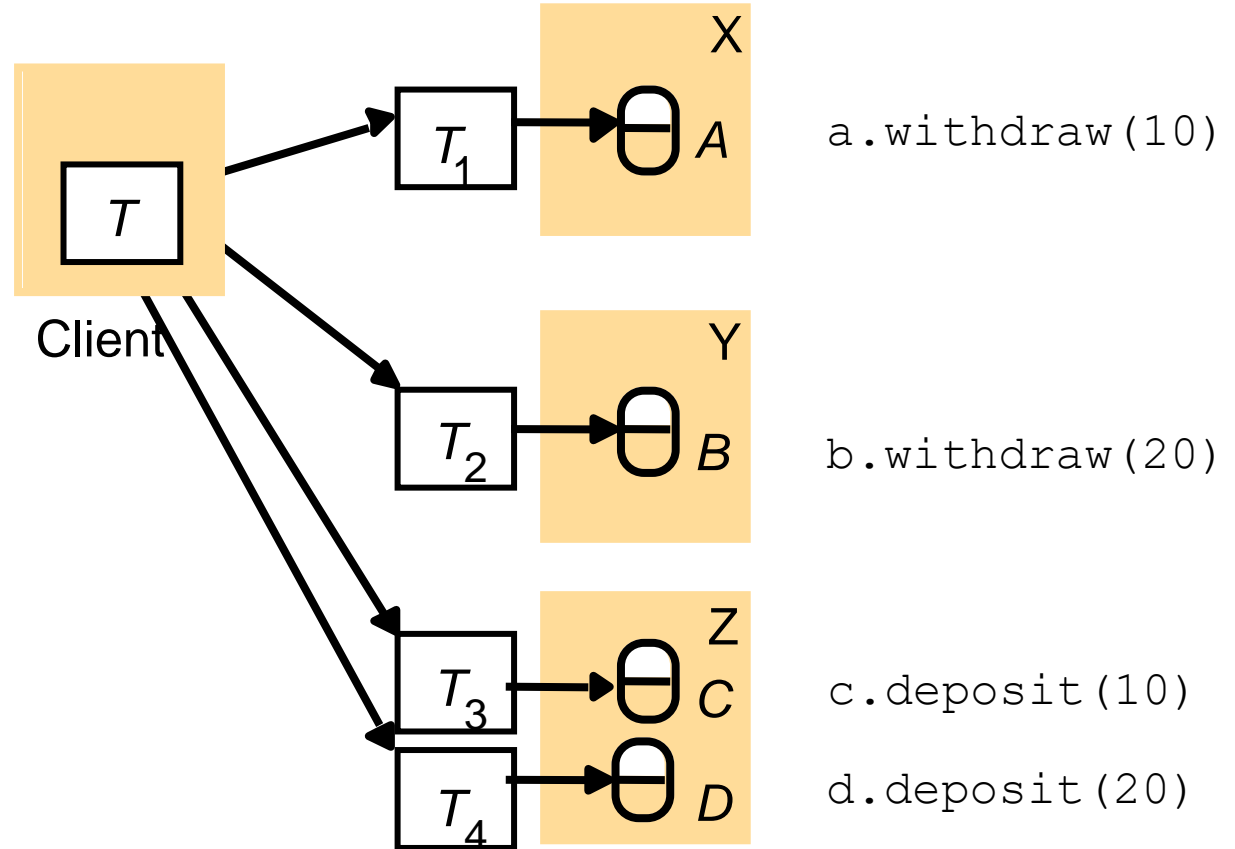 X
T1 A a.withdraw(10)
T
Client
Y
T2 B b.withdraw(20)
Z
T3 C c.deposit(10)
T4 D d.deposit(20)